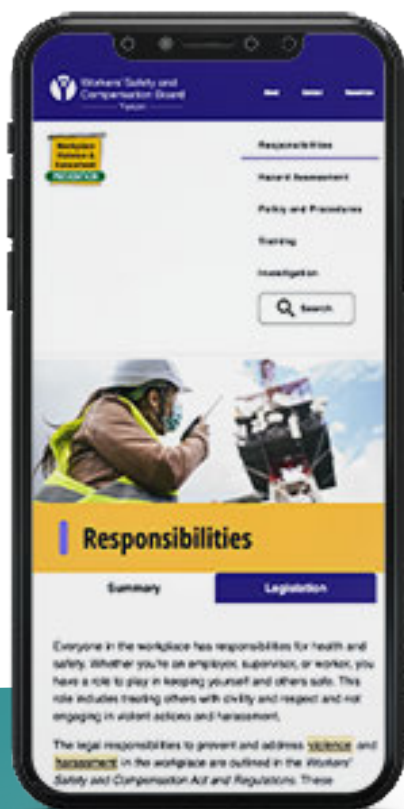 Workers' Safety and
Compensation Board
Yukon
Workplace
Violence &
Harassment
Responsibilities
Hazard Assessment
Policy and Procedures
Training
Investigation
Search
Responsibilities
Summary
Legislation
Everyone in the workplace has responsibilities for health and
safety. Whether you're an employer, supervisor, or worker, you
have a role to play in keeping yourself and others safe. This
role includes treating others with civility and respect and not
engaging in violent actions and harassment.
The legal responsibilities to prevent and address violence and
harassment in the workplace are outlined in the Workers'
Safety and Compensation Act and Regulations. These